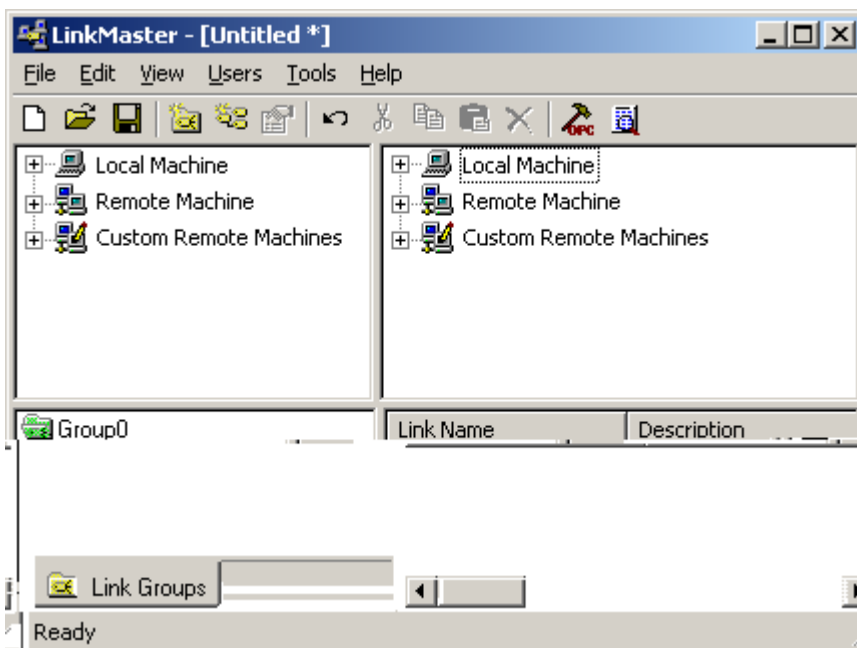 LinkMaster - [Untitled *]
File Edit View Users Tools Help
OPC
Local Machine
Remote Machine
Custom Remote Machines
Local Machine
Remote Machine
Custom Remote Machines
Group0
Link Name Description
Link Groups
Ready